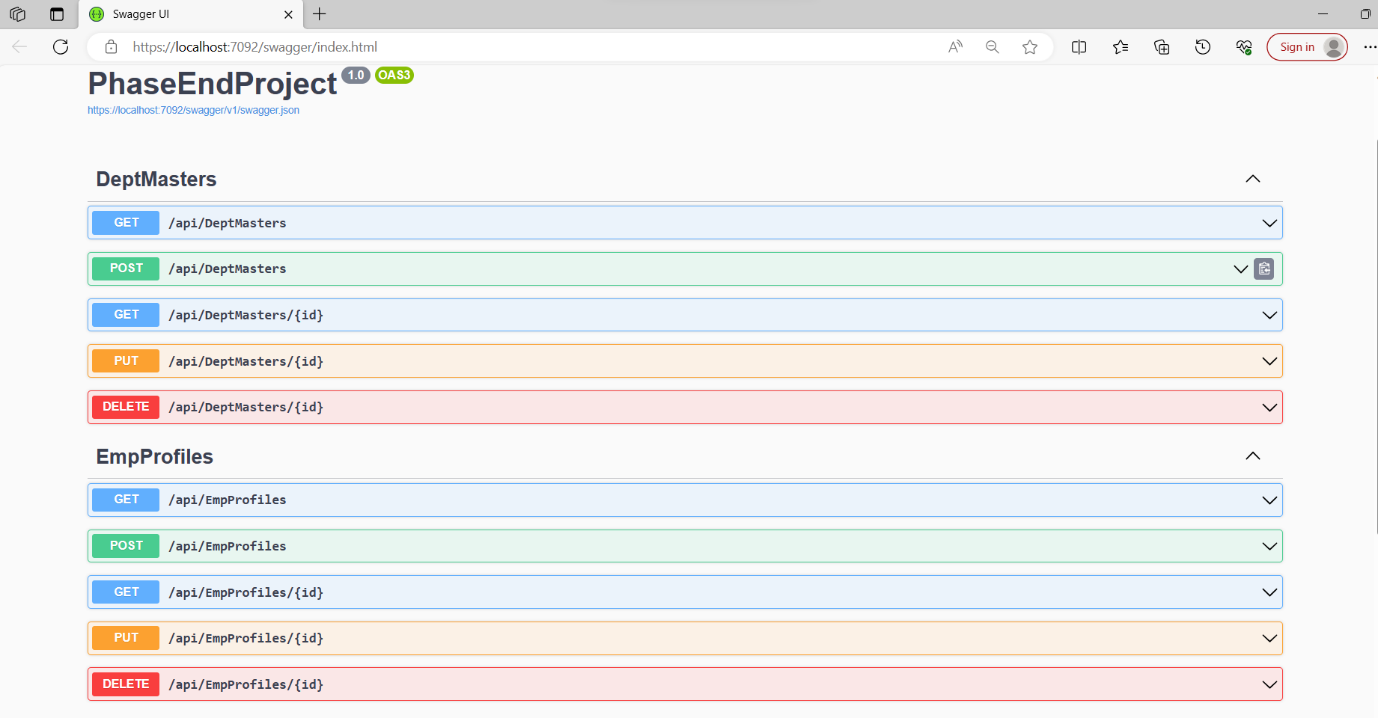 Swagger UI
https://localhost:7092/swagger/index.html
Sign in
PhaseEndProject 1.0 OAS3
https://localhost:7092/swagger/v1/swagger.json
DeptMasters
GET /api/DeptMasters
POST /api/DeptMasters
GET /api/DeptMasters/{id}
PUT /api/DeptMasters/{id}
DELETE /api/DeptMasters/{id}
EmpProfiles
GET /api/EmpProfiles
POST /api/EmpProfiles
GET /api/EmpProfiles/{id}
PUT /api/EmpProfiles/{id}
DELETE /api/EmpProfiles/{id}